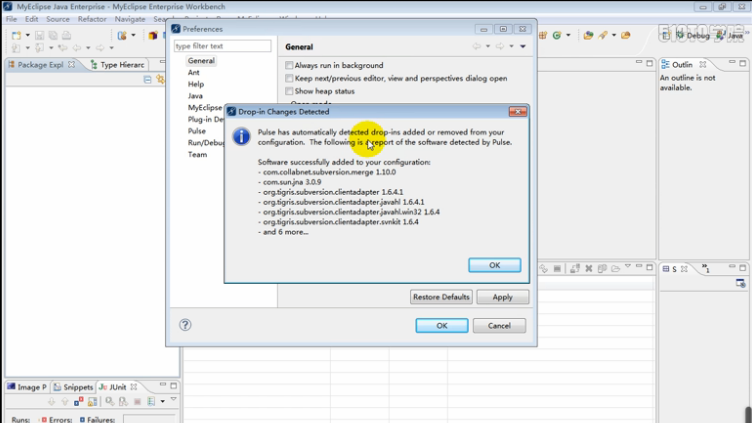 MyEclipse Java Enterprise - MyEclipse Enterprise Workbench
File Edit Source Refactor Navigate
Debug Java
Package Expl Type Hierarc
Outlin
An outline is not
available.
Preferences
type filter text
General
Ant
Help
Java
MyEclipse
Plug-in De
Pulse
Run/Debug
Team
General
Always run in background
Keep next/previous editor, view and perspectives dialog open
Show heap status
Drop-in Changes Detected
Pulse has automatically detected drop-ins added or removed from your
configuration. The following is a report of the software detected by Pulse.
Software successfully added to your configuration:
- com.collabnet.subversion.merge 1.10.0
- com.sun.jna 3.0.9
- org.tigris.subversion.clientadapter 1.6.4.1
- org.tigris.subversion.clientadapter.javahl 1.6.4.1
- org.tigris.subversion.clientadapter.javahl.win32 1.6.4
- org.tigris.subversion.clientadapter.svnkit 1.6.4
- and 6 more...
OK
Restore Defaults Apply
OK Cancel
S
Image P Snippets JUnit
Runs: Errors: Failures: